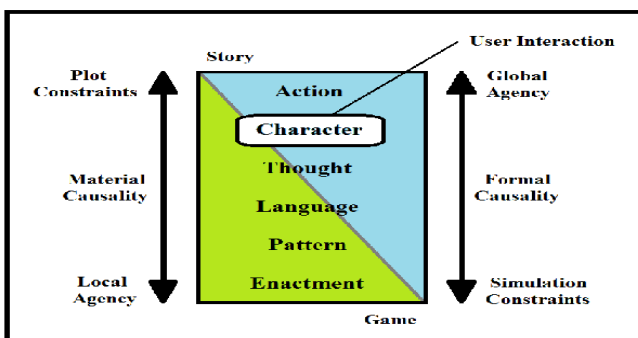 User Interaction
Story
Plot
Constraints
Global
Agency
Action
Character
Thought
Material
Causality
Formal
Causality
Language
Pattern
Local
Agency
Enactment
Simulation
Constraints
Game